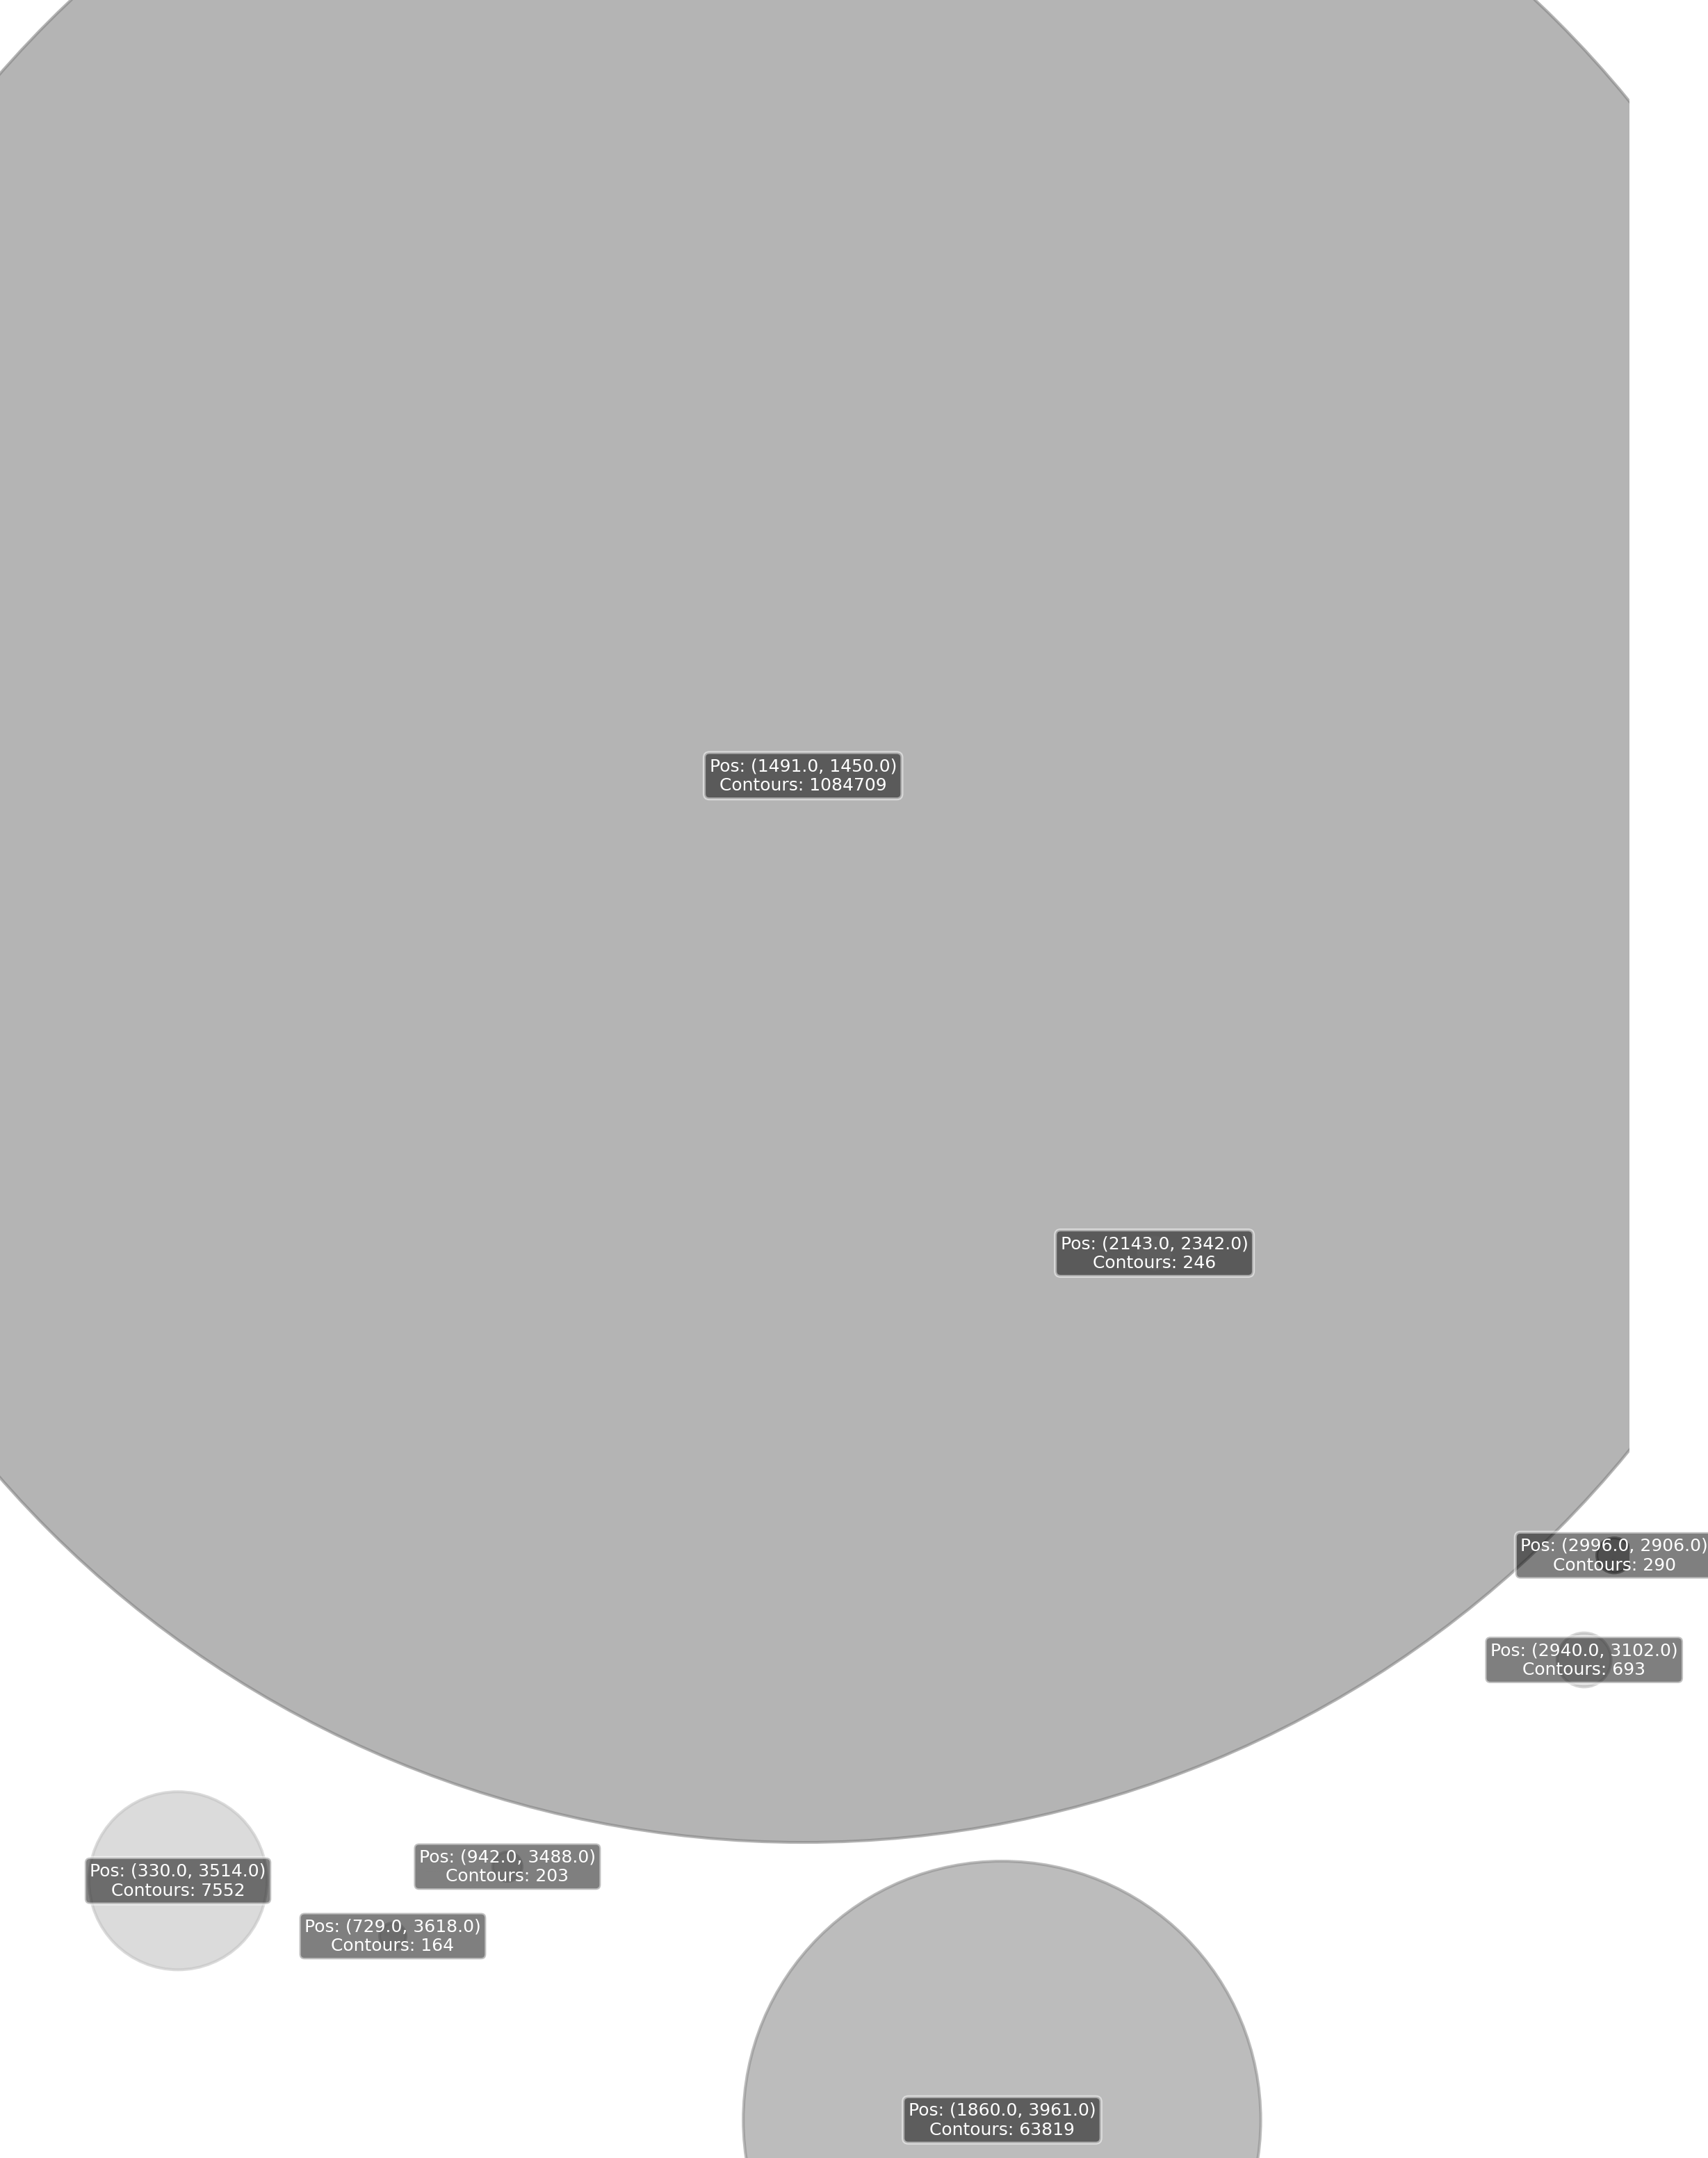 Pos: (1491.0, 1450.0)
Contours: 1084709
Pos: (2143.0, 2342.0)
Contours: 246
Pos: (2996.0, 2906.0)
Contours: 290
Pos: (2940.0, 3102.0)
Contours: 693
Pos: (942.0, 3488.0)
Contours: 203
Pos: (330.0, 3514.0)
Contours: 7552
Pos: (729.0, 3618.0)
Contours: 164
Pos: (1860.0, 3961.0)
Contours: 63819